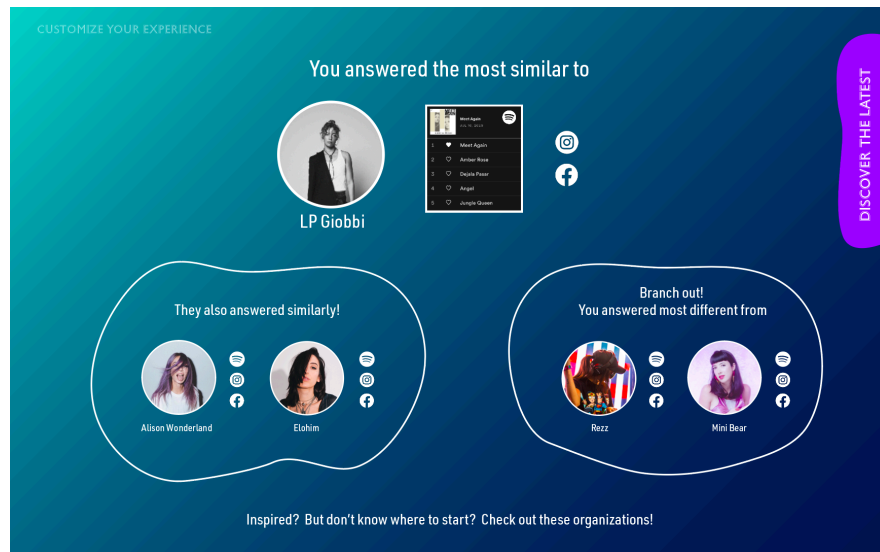 CUSTOMIZE YOUR EXPERIENCE
You answered the most similar to
DISCOVER THE LATEST
Meet Again
July 19, 2024
1 Meet Again
2 Amber Rose
3 Dejala Pasar
4 Angel
5 Jungle Queen
LP Giobbi
They also answered similarly!
Alison Wonderland
Elohim
Branch out!
You answered most different from
Rezz
Mini Bear
Inspired? But don't know where to start? Check out these organizations!